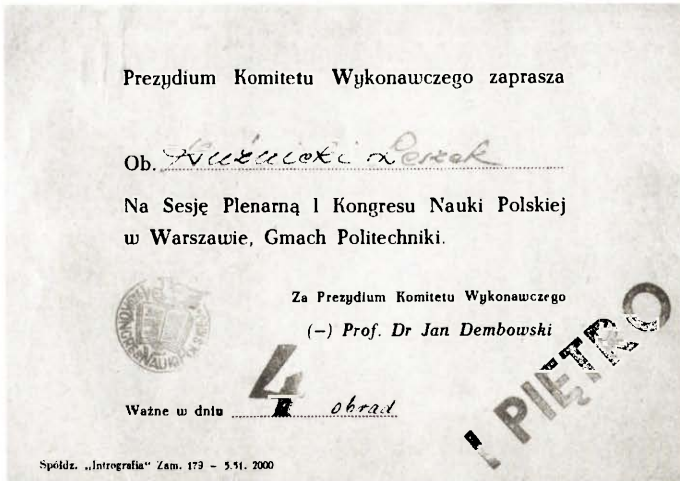 Prezydium Komitetu Wykonawczego zaprasza
Ob. Kuźnicki Leszek
Na Sesję Plenarną I Kongresu Nauki Polskiej
w Warszawie, Gmach Politechniki.
Za Prezydium Komitetu Wykonawczego
(—) Prof. Dr Jan Dembowski
Ważne w dniu 4 obrad
I PIĘTRO
Spółdz. „Intrografia" Zam. 179 - 5.51. 2000